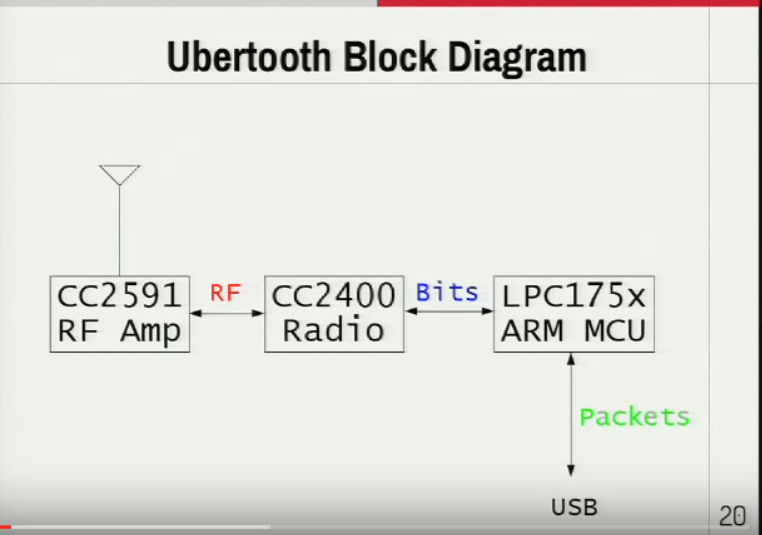 Ubertooth Block Diagram
CC2591
RF Amp
RF
CC2400
Radio
Bits
LPC175x
ARM MCU
Packets
USB
20